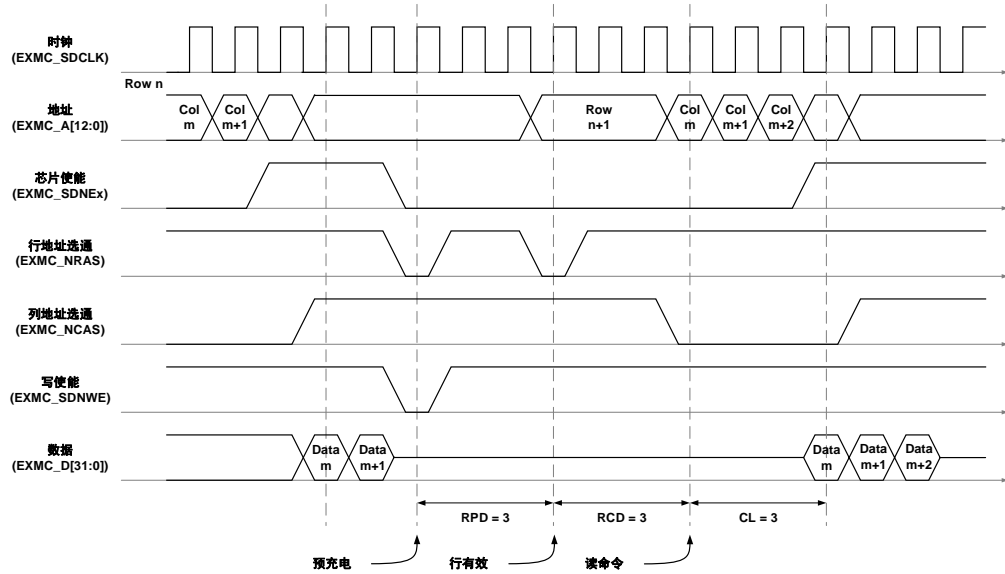 时钟
(EXMC_SDCLK)
Row n
地址
(EXMC_A[12:0])
Col
m
Col
m+1
Row
n+1
Col
m
Col
m+1
Col
m+2
芯片使能
(EXMC_SDNEx)
行地址选通
(EXMC_NRAS)
列地址选通
(EXMC_NCAS)
写使能
(EXMC_SDNWE)
数据
(EXMC_D[31:0])
Data
m
Data
m+1
Data
m
Data
m+1
Data
m+2
RPD = 3
RCD = 3
CL = 3
预充电
行有效
读命令